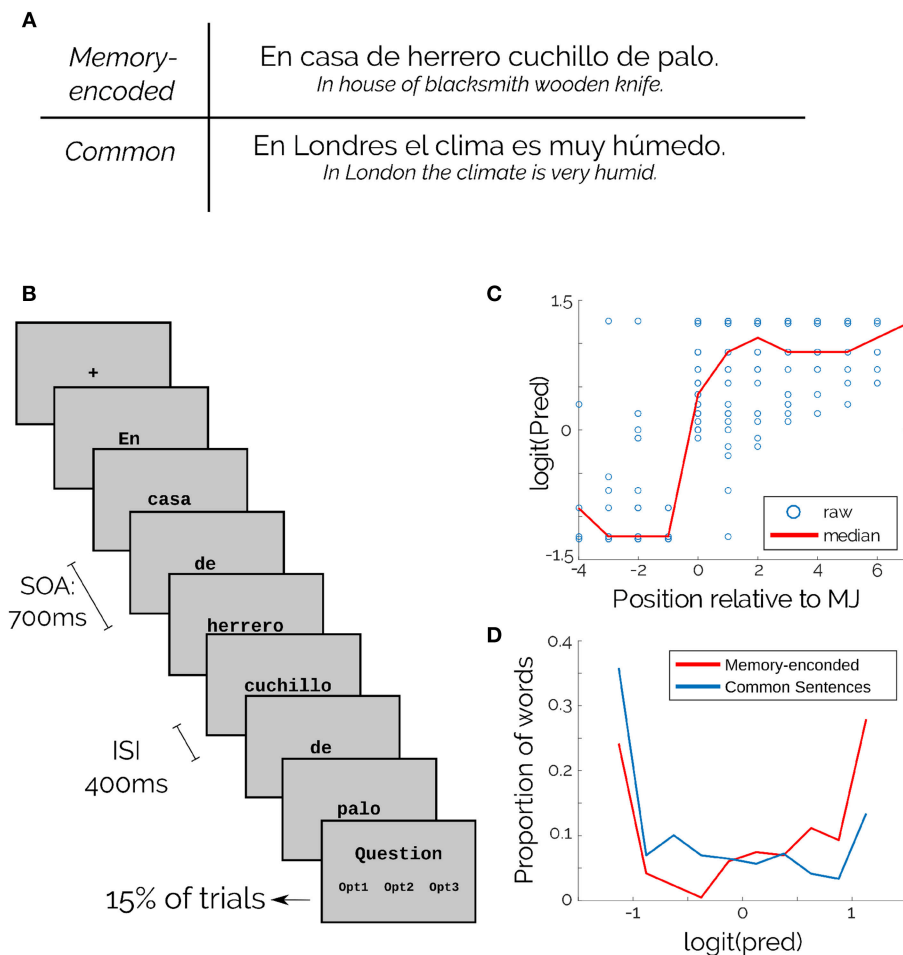 A
Memory-
encoded
En casa de herrero cuchillo de palo.
In house of blacksmith wooden knife.
Common
En Londres el clima es muy húmedo.
In London the climate is very humid.
B
+
En
casa
de
herrero
cuchillo
de
palo
Question
Opt1 Opt2 Opt3
SOA:
700ms
ISI
400ms
15% of trials
C
logit(Pred)
1.5
0
-1.5
-4 -2 0 2 4 6
Position relative to MJ
raw
median
D
Proportion of words
0.4
0.3
0.2
0.1
0
-1 0 1
logit(pred)
Memory-enconded
Common Sentences